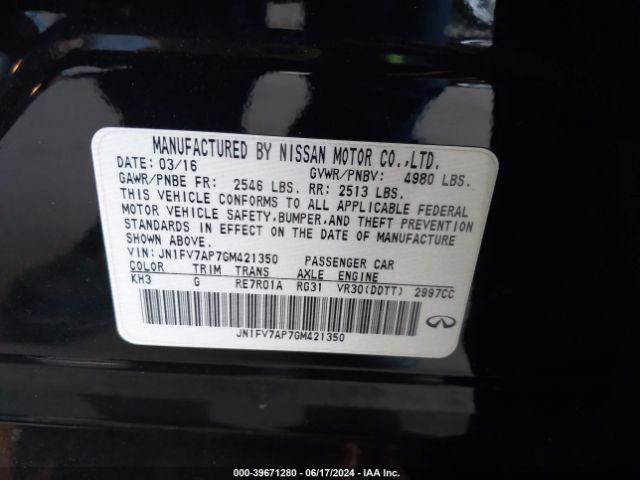 MANUFACTURED BY NISSAN MOTOR CO.,LTD.
DATE: 03/16 GVWR/PNBV: 4980 LBS.
GAWR/PNBE FR: 2546 LBS. RR: 2513 LBS.
THIS VEHICLE CONFORMS TO ALL APPLICABLE FEDERAL
MOTOR VEHICLE SAFETY,BUMPER,AND THEFT PREVENTION
STANDARDS IN EFFECT ON THE DATE OF MANUFACTURE
SHOWN ABOVE.
VIN: JN1FV7AP7GM421350 PASSENGER CAR
COLOR TRIM TRANS AXLE ENGINE
KH3 G RE7R01A RG31 VR30(DDTT) 2997CC
JN1FV7AP7GM421350
000-39671280 - 06/17/2024 - IAA Inc.